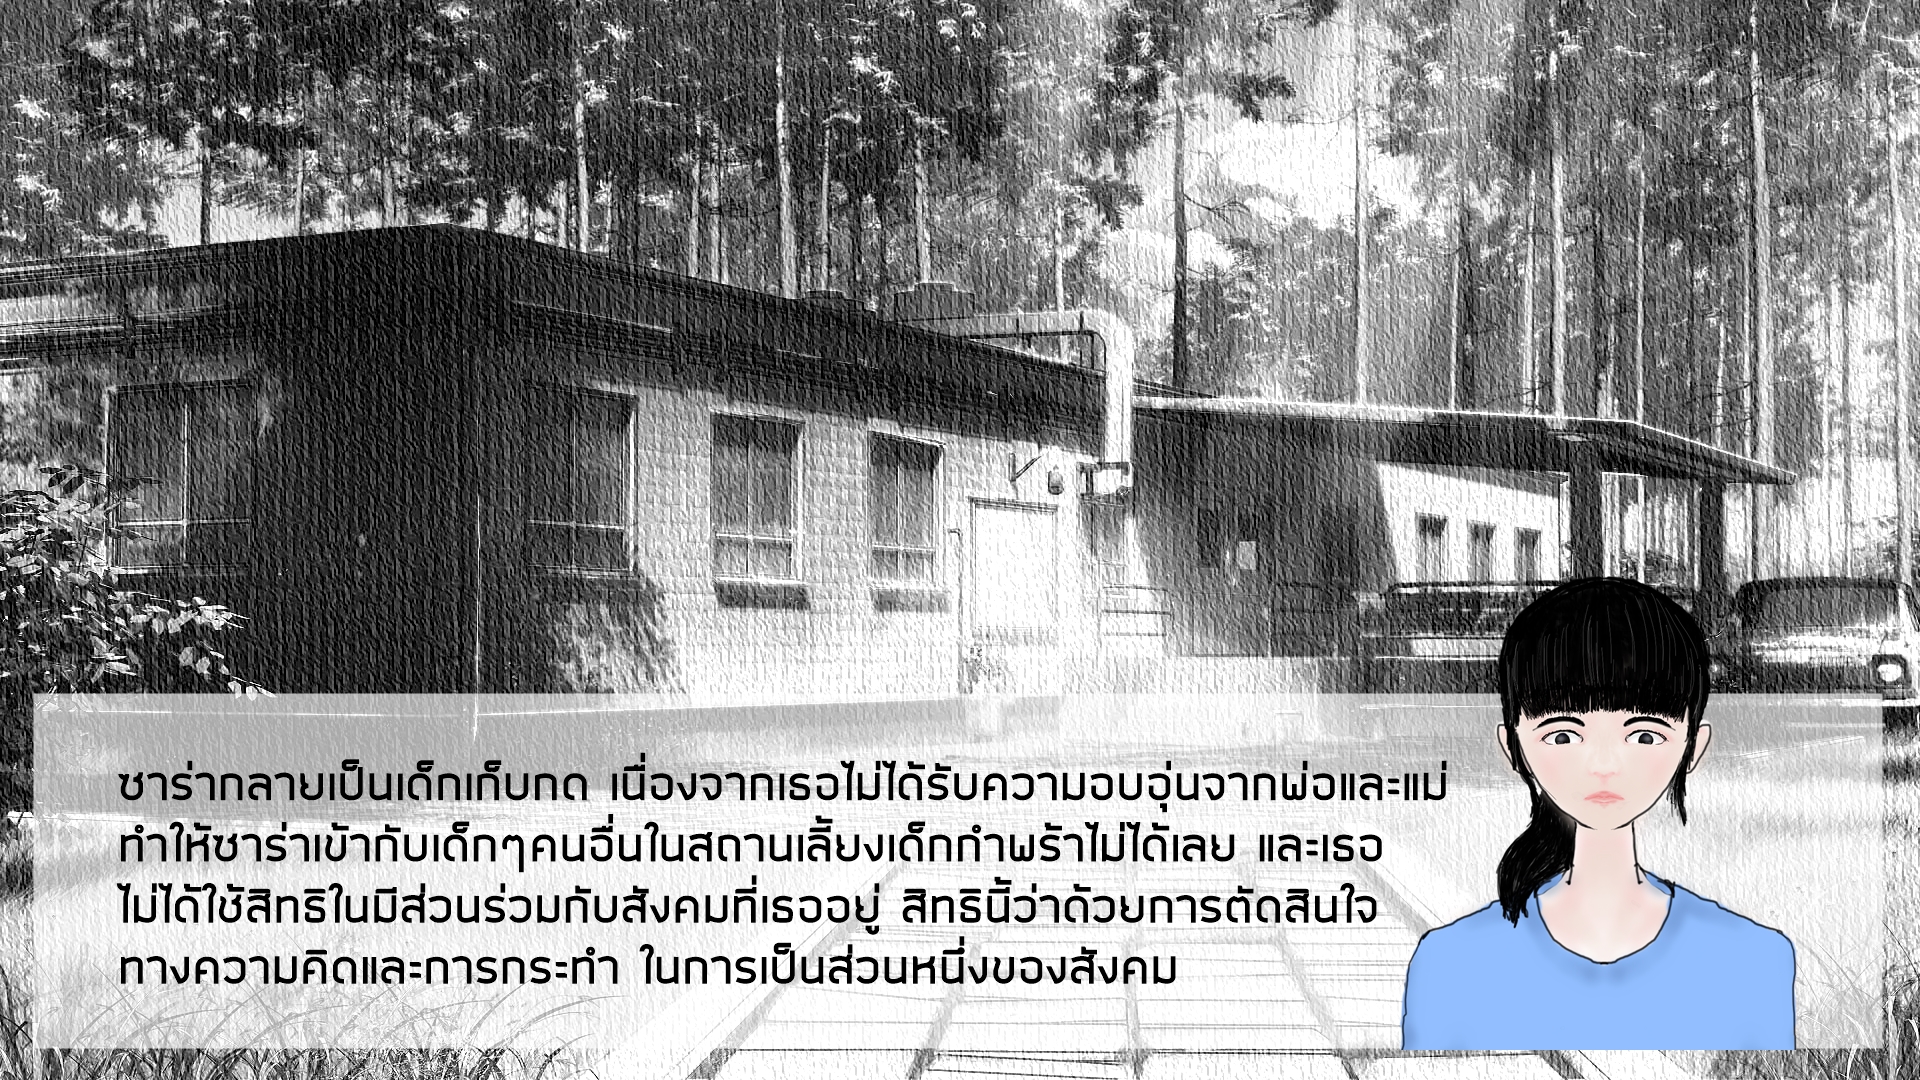 ซาร่ากลายเป็นเด็กเก็บกด เนื่องจากเธอไม่ได้รับความอบอุ่นจากพ่อและแม่
ทำให้ซาร่าเข้ากับเด็กๆคนอื่นในสถานเลี้ยงเด็กกำพร้าไม่ได้เลย และเธอ
ไม่ได้ใช้สิทธิในมีส่วนร่วมกับสังคมที่เธออยู่ สิทธินี้ว่าด้วยการตัดสินใจ
ทางความคิดและการกระทำ ในการเป็นส่วนหนึ่งของสังคม